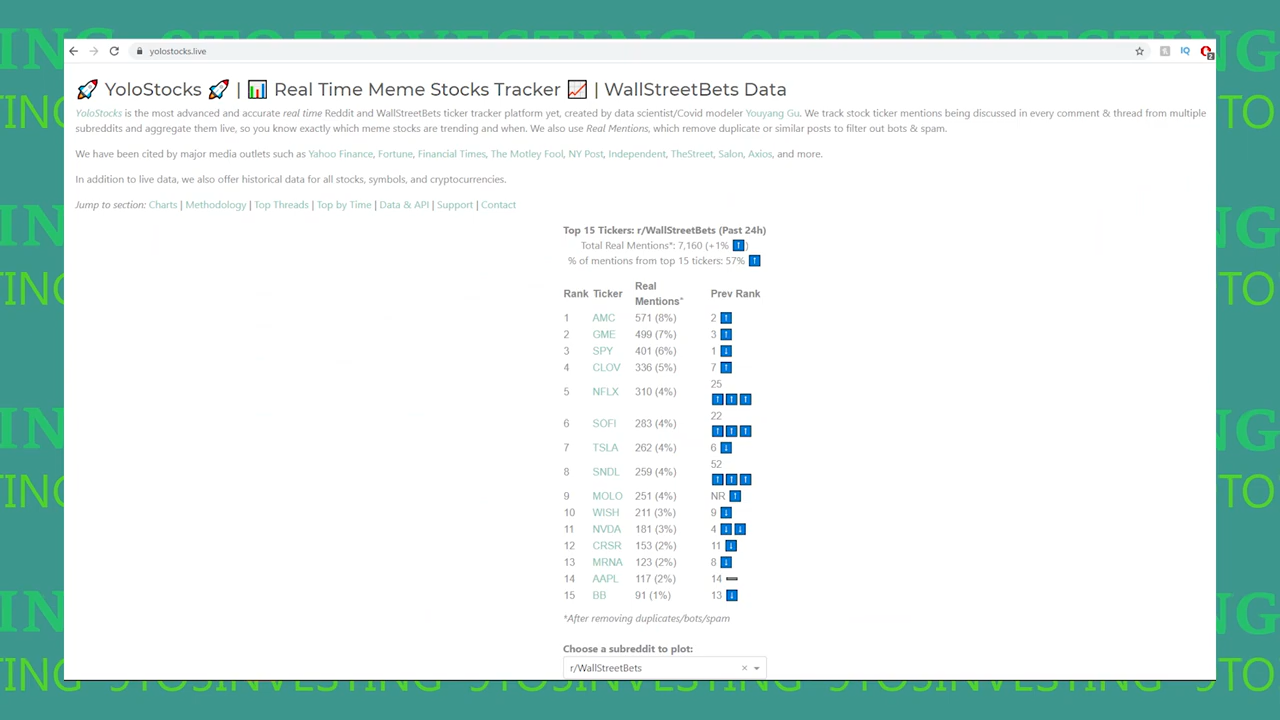 yolostocks.live
YoloStocks | Real Time Meme Stocks Tracker | WallStreetBets Data
YoloStocks is the most advanced and accurate real time Reddit and WallStreetBets ticker tracker platform yet, created by data scientist/Covid modeler Youyang Gu. We track stock ticker mentions being discussed in every comment & thread from multiple
subreddits and aggregate them live, so you know exactly which meme stocks are trending and when. We also use Real Mentions, which remove duplicate or similar posts to filter out bots & spam.
We have been cited by major media outlets such as Yahoo Finance, Fortune, Financial Times, The Motley Fool, NY Post, Independent, TheStreet, Salon, Axios, and more.
In addition to live data, we also offer historical data for all stocks, symbols, and cryptocurrencies.
Jump to section: Charts | Methodology | Top Threads | Top by Time | Data & API | Support | Contact
Top 15 Tickers: r/WallStreetBets (Past 24h)
Total Real Mentions*: 7,160 (+1% ↑)
% of mentions from top 15 tickers: 57% ↑
Rank Ticker Real Mentions* Prev Rank
1 AMC 571 (8%) 2 ↑
2 GME 499 (7%) 3 ↑
3 SPY 401 (6%) 1 ↓
4 CLOV 336 (5%) 7 ↑
5 NFLX 310 (4%) 25 ↑↑↑
6 SOFI 283 (4%) 22 ↑↑↑
7 TSLA 262 (4%) 6 ↓
8 SNDL 259 (4%) 52 ↑↑↑
9 MOLO 251 (4%) NR ↑
10 WISH 211 (3%) 9 ↓
11 NVDA 181 (3%) 4 ↓↓
12 CRSR 153 (2%) 11 ↓
13 MRNA 123 (2%) 8 ↓
14 AAPL 117 (2%) 14 ➖
15 BB 91 (1%) 13 ↓
*After removing duplicates/bots/spam
Choose a subreddit to plot:
r/WallStreetBets
9TO5INVESTING 9TO5INVESTING